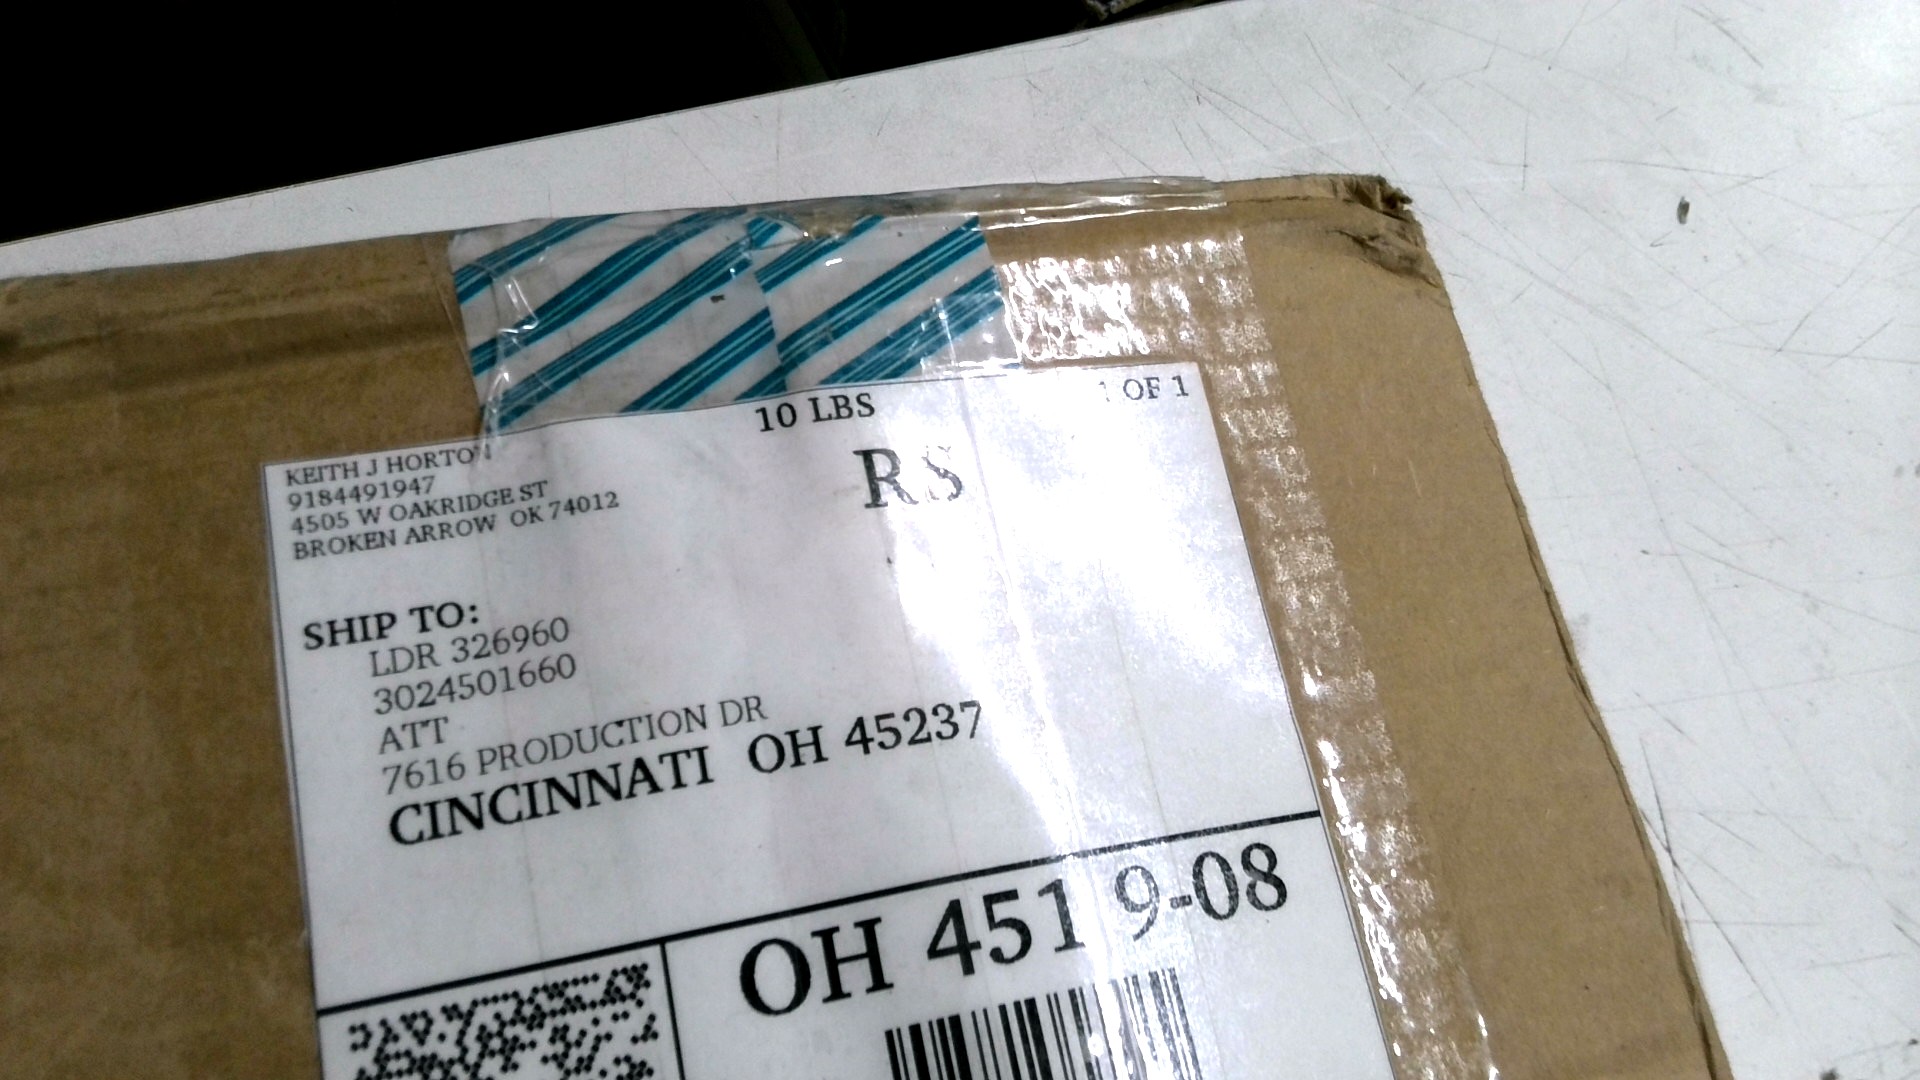 10 LBS
1 OF 1
RS
KEITH J HORTON
9184491947
4505 W OAKRIDGE ST
BROKEN ARROW OK 74012
SHIP TO:
LDR 326960
3024501660
ATT
7616 PRODUCTION DR
CINCINNATI OH 45237
OH 451 9-08